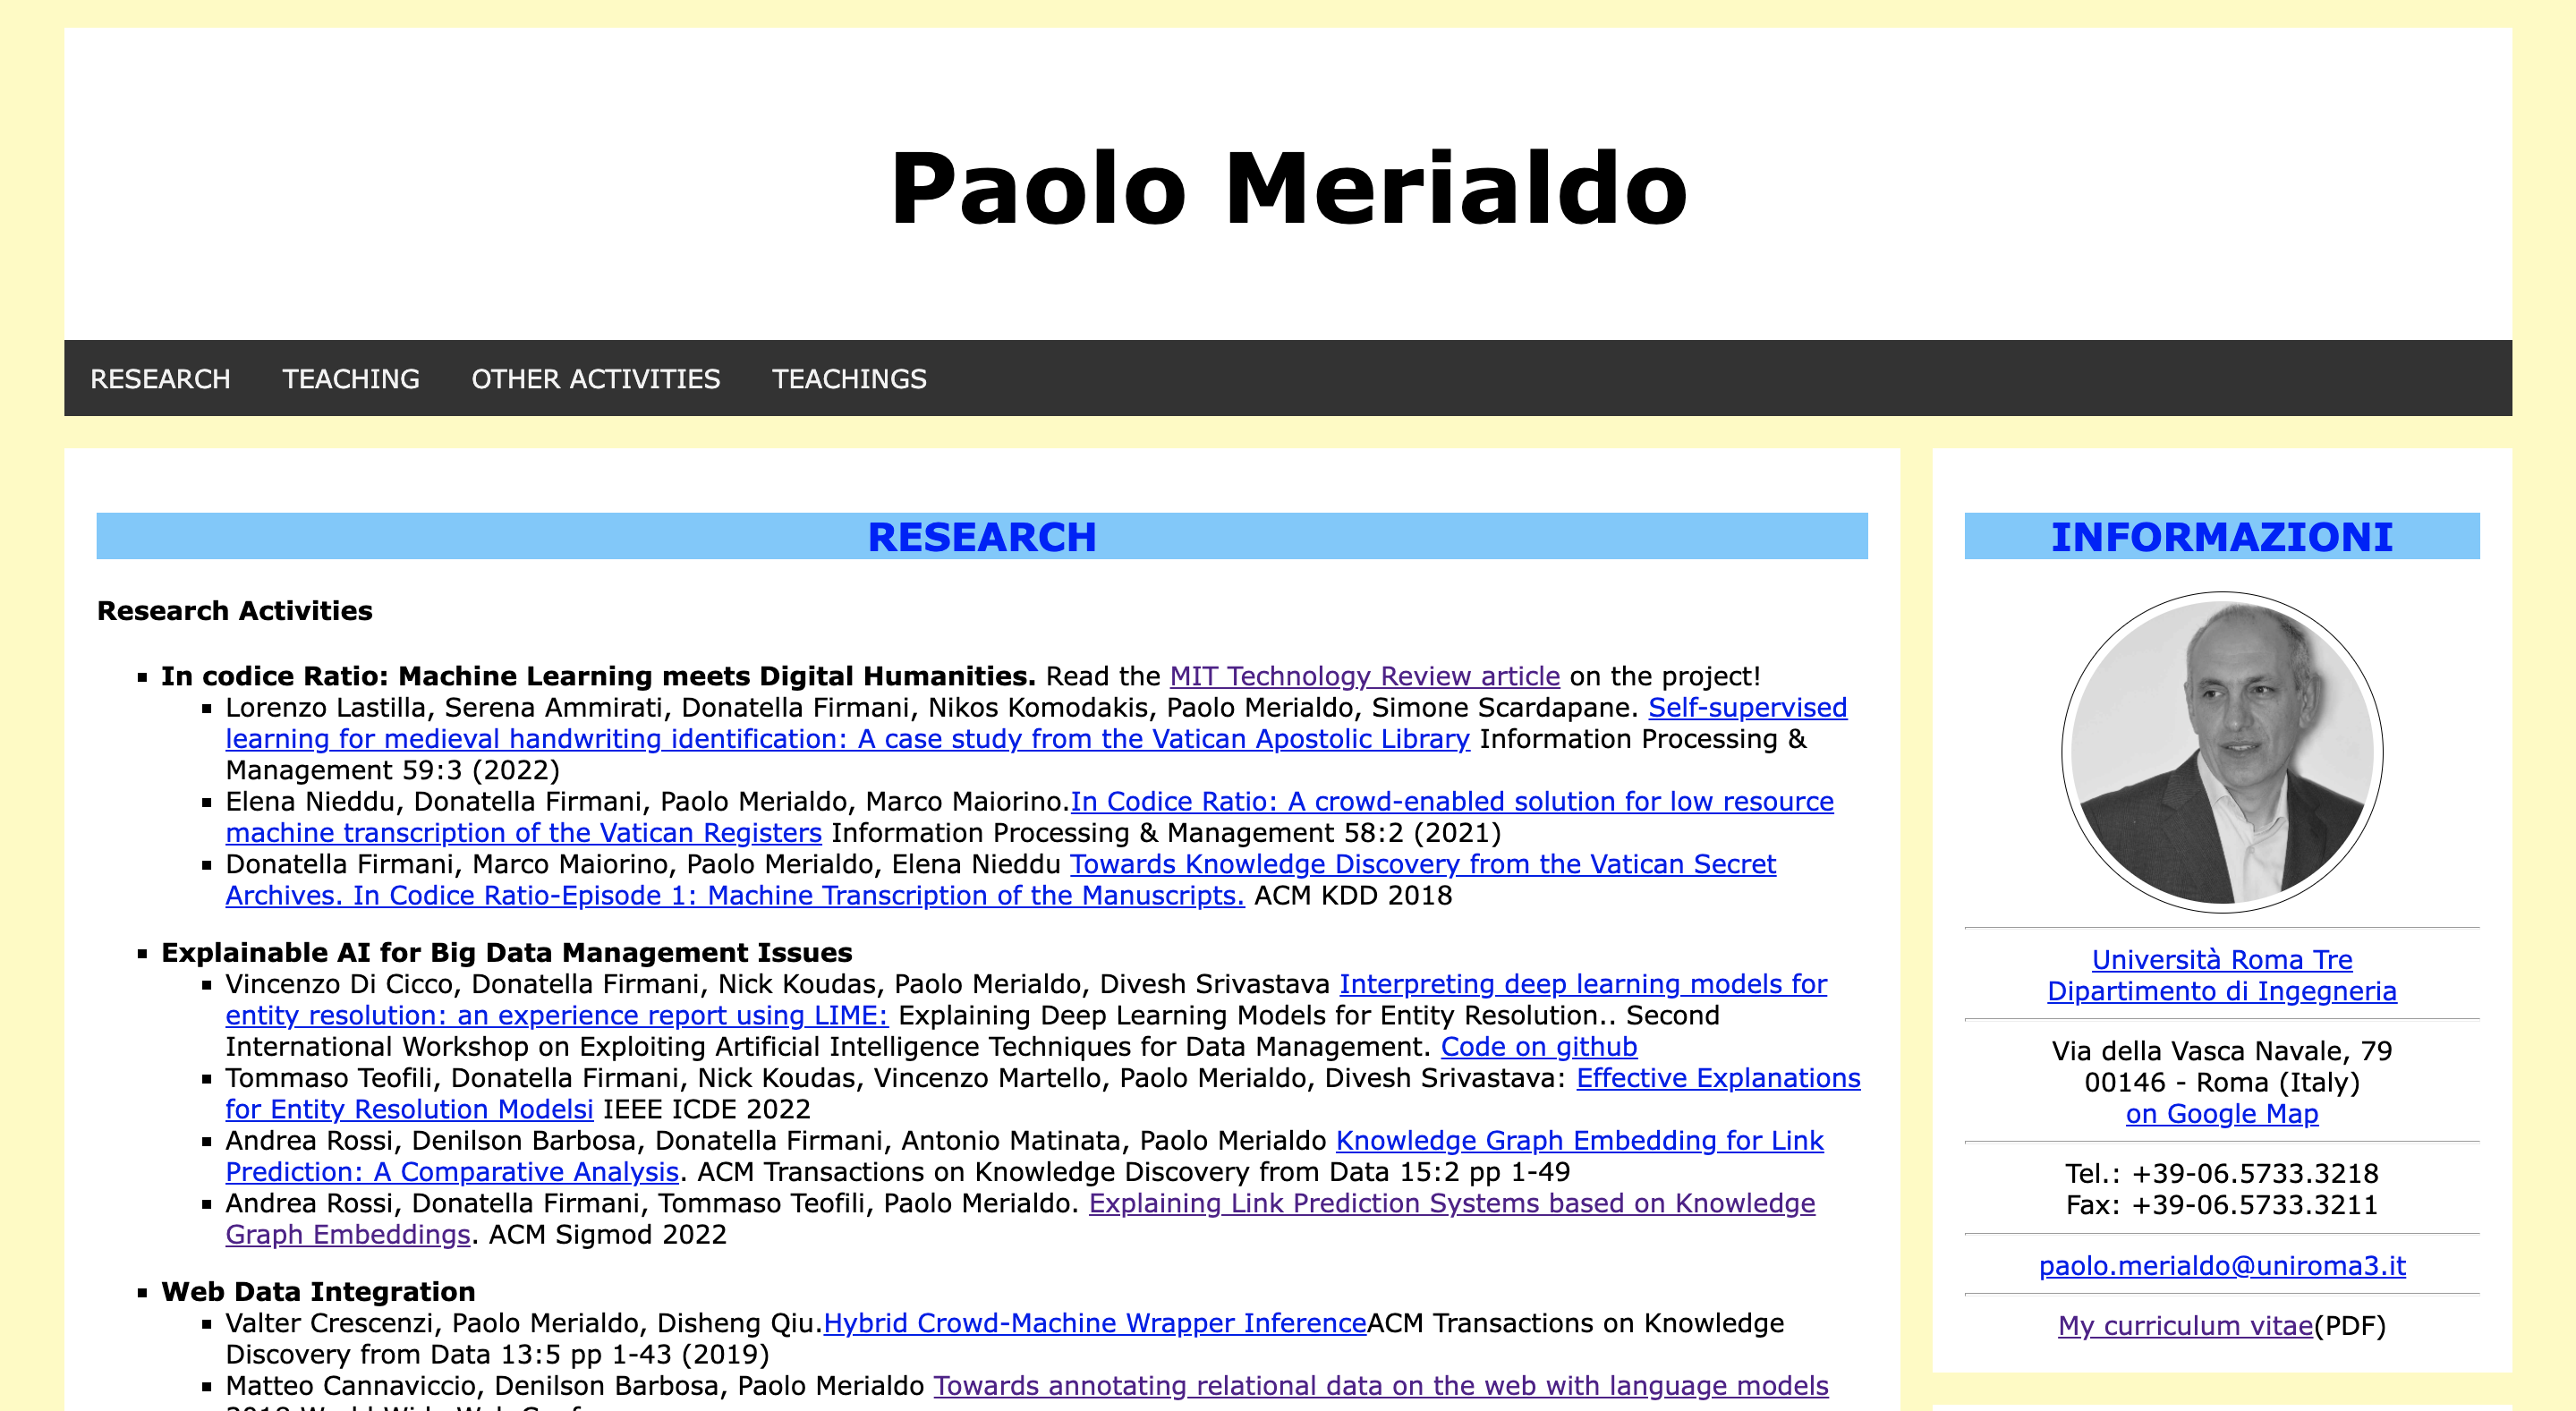 Paolo Merialdo
RESEARCH TEACHING OTHER ACTIVITIES TEACHINGS
RESEARCH
Research Activities
In codice Ratio: Machine Learning meets Digital Humanities. Read the MIT Technology Review article on the project!
Lorenzo Lastilla, Serena Ammirati, Donatella Firmani, Nikos Komodakis, Paolo Merialdo, Simone Scardapane. Self-supervised
learning for medieval handwriting identification: A case study from the Vatican Apostolic Library Information Processing &
Management 59:3 (2022)
Elena Nieddu, Donatella Firmani, Paolo Merialdo, Marco Maiorino.In Codice Ratio: A crowd-enabled solution for low resource
machine transcription of the Vatican Registers Information Processing & Management 58:2 (2021)
Donatella Firmani, Marco Maiorino, Paolo Merialdo, Elena Nieddu Towards Knowledge Discovery from the Vatican Secret
Archives. In Codice Ratio-Episode 1: Machine Transcription of the Manuscripts. ACM KDD 2018
Explainable AI for Big Data Management Issues
Vincenzo Di Cicco, Donatella Firmani, Nick Koudas, Paolo Merialdo, Divesh Srivastava Interpreting deep learning models for
entity resolution: an experience report using LIME: Explaining Deep Learning Models for Entity Resolution.. Second
International Workshop on Exploiting Artificial Intelligence Techniques for Data Management. Code on github
Tommaso Teofili, Donatella Firmani, Nick Koudas, Vincenzo Martello, Paolo Merialdo, Divesh Srivastava: Effective Explanations
for Entity Resolution Modelsi IEEE ICDE 2022
Andrea Rossi, Denilson Barbosa, Donatella Firmani, Antonio Matinata, Paolo Merialdo Knowledge Graph Embedding for Link
Prediction: A Comparative Analysis. ACM Transactions on Knowledge Discovery from Data 15:2 pp 1-49
Andrea Rossi, Donatella Firmani, Tommaso Teofili, Paolo Merialdo. Explaining Link Prediction Systems based on Knowledge
Graph Embeddings. ACM Sigmod 2022
Web Data Integration
Valter Crescenzi, Paolo Merialdo, Disheng Qiu.Hybrid Crowd-Machine Wrapper InferenceACM Transactions on Knowledge
Discovery from Data 13:5 pp 1-43 (2019)
Matteo Cannaviccio, Denilson Barbosa, Paolo Merialdo Towards annotating relational data on the web with language models
INFORMAZIONI
Università Roma Tre
Dipartimento di Ingegneria
Via della Vasca Navale, 79
00146 - Roma (Italy)
on Google Map
Tel.: +39-06.5733.3218
Fax: +39-06.5733.3211
paolo.merialdo@uniroma3.it
My curriculum vitae(PDF)